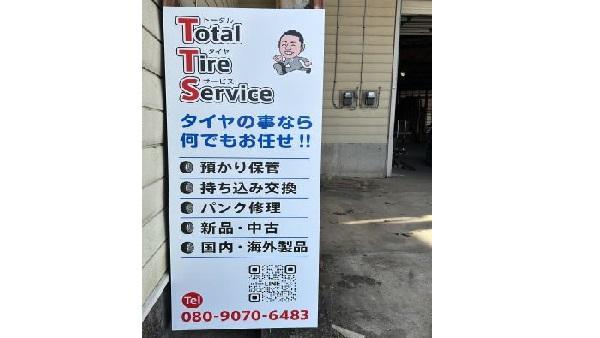 トータル
Total
タイヤ
Tire
サービス
Service
タイヤの事なら
何でもお任せ!!
預かり保管
持ち込み交換
パンク修理
新品・中古
国内・海外製品
LINE
Tel
080-9070-6483